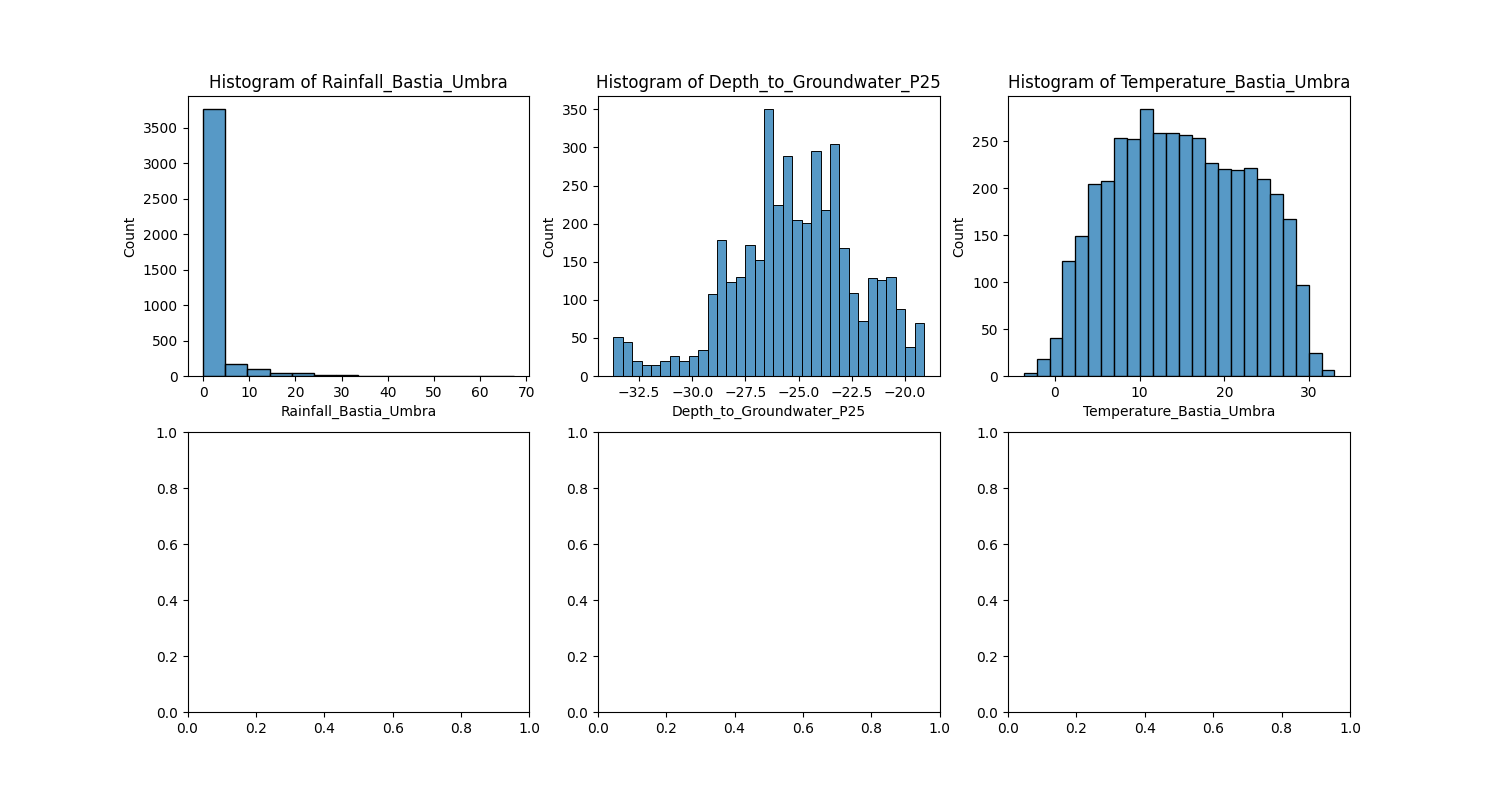 Histogram of Rainfall_Bastia_Umbra
3500
3000
2500
2000
1500
1000
500
0
Count
0 10 20 30 40 50 60 70
Rainfall_Bastia_Umbra
Histogram of Depth_to_Groundwater_P25
350
300
250
200
150
100
50
0
Count
−32.5 −30.0 −27.5 −25.0 −22.5 −20.0
Depth_to_Groundwater_P25
Histogram of Temperature_Bastia_Umbra
250
200
150
100
50
0
Count
0 10 20 30
Temperature_Bastia_Umbra
1.0
0.8
0.6
0.4
0.2
0.0
0.0 0.2 0.4 0.6 0.8 1.0
1.0
0.8
0.6
0.4
0.2
0.0
0.0 0.2 0.4 0.6 0.8 1.0
1.0
0.8
0.6
0.4
0.2
0.0
0.0 0.2 0.4 0.6 0.8 1.0